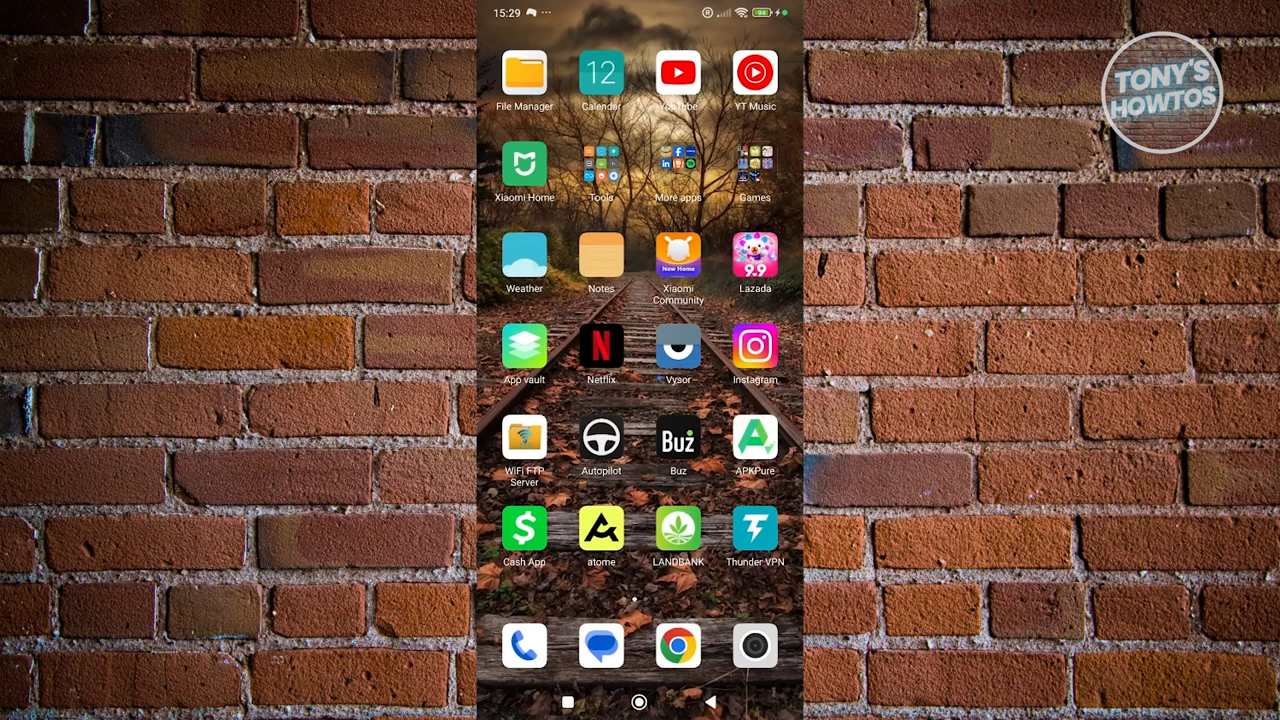 15:29
94
TONY'S
HOWTOS
12
File Manager
Calendar
YouTube
YT Music
Xiaomi Home
Tools
More apps
Games
New Home
9.9
Weather
Notes
Xiaomi
Community
Lazada
N
App vault
Netflix
Vysor
Instagram
Buz
WiFi FTP
Server
Autopilot
Buz
APKPure
$
Cash App
atome
LANDBANK
Thunder VPN